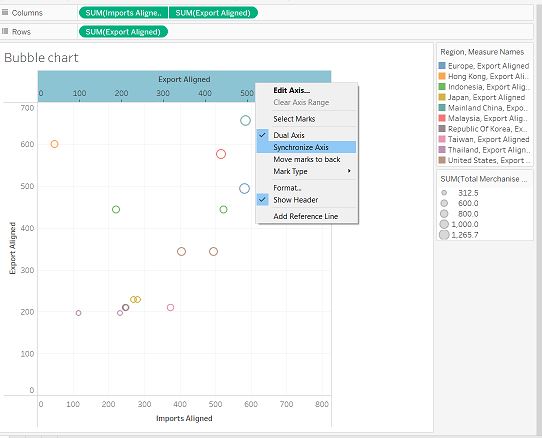 Columns
SUM(Imports Aligne..
SUM(Export Aligned)
Rows
SUM(Export Aligned)
Bubble chart
Export Aligned
0 100 200 300 400 500
Edit Axis...
Clear Axis Range
Select Marks
Dual Axis
Synchronize Axis
Move marks to back
Mark Type
Format...
Show Header
Add Reference Line
700
600
500
400
300
200
100
0
Export Aligned
0 100 200 300 400 500 600 700 800
Imports Aligned
Region, Measure Names
Europe, Export Aligned
Hong Kong, Export Ali..
Indonesia, Export Alig..
Japan, Export Aligned
Mainland China, Expo..
Malaysia, Export Alig..
Republic Of Korea, Ex..
Taiwan, Export Aligned
Thailand, Export Align..
United States, Export ..
SUM(Total Merchanise ...
312.5
600.0
800.0
1,000.0
1,265.7